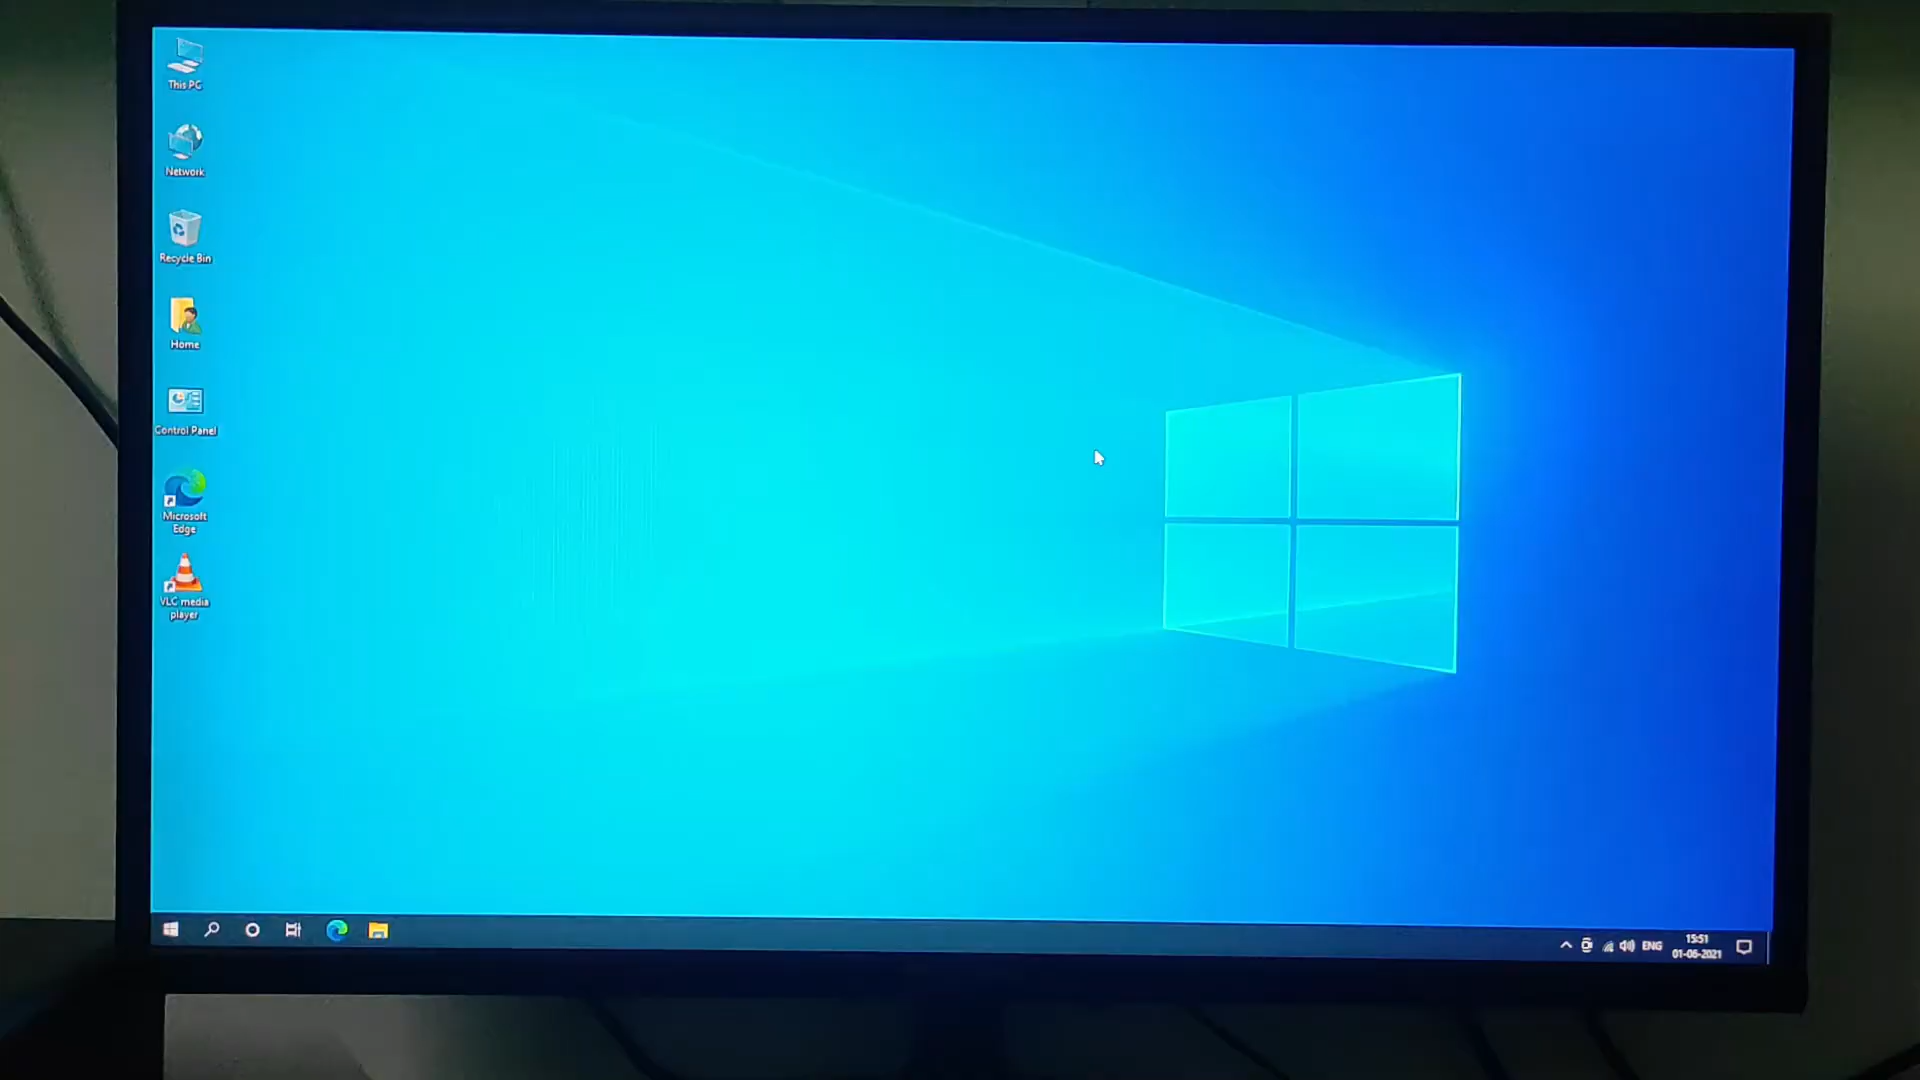 This PC
Network
Recycle Bin
Home
Control Panel
Microsoft
Edge
VLC media
player
ENG
15:51
01-06-2021